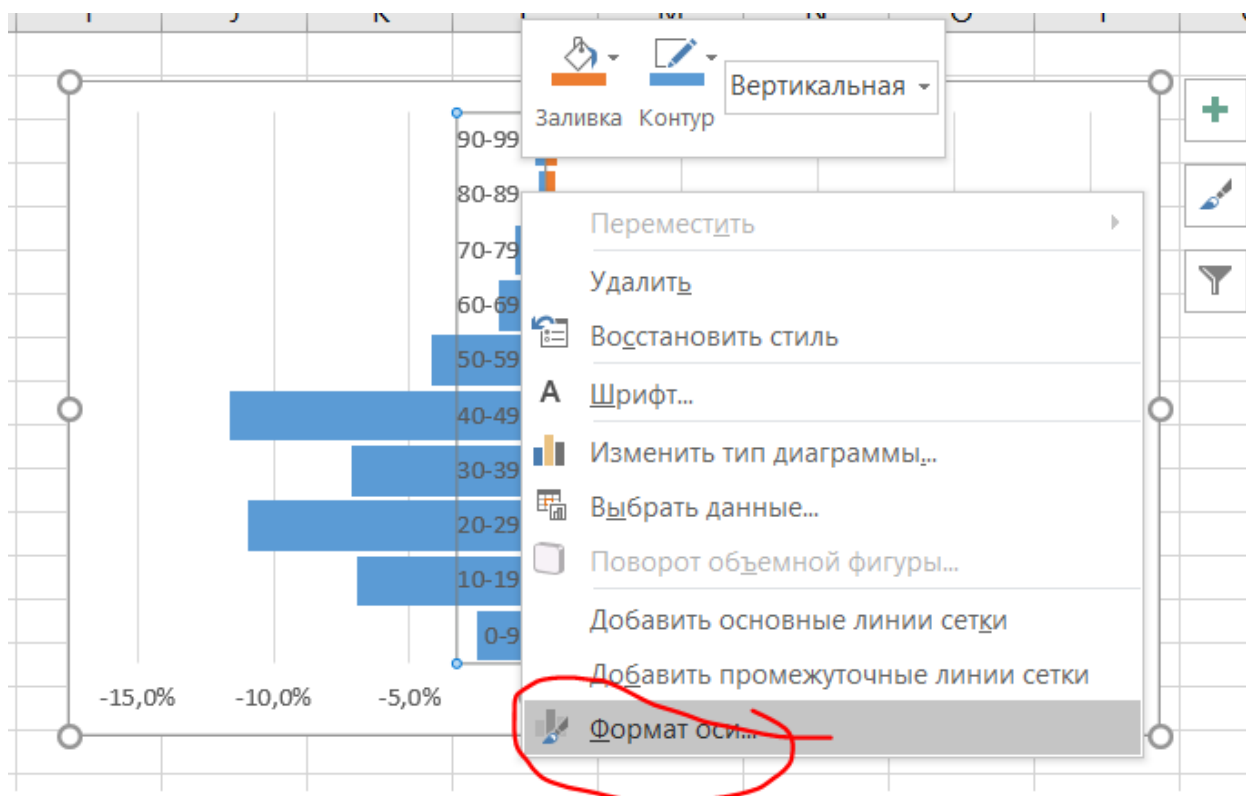 Заливка Контур
Вертикальная
90-99
80-89
70-79
60-69
50-59
40-49
30-39
20-29
10-19
0-9
-15,0% -10,0% -5,0%
Переместить
Удалить
Восстановить стиль
А Шрифт...
Изменить тип диаграммы...
Выбрать данные...
Поворот объемной фигуры...
Добавить основные линии сетки
Добавить промежуточные линии сетки
Формат оси...